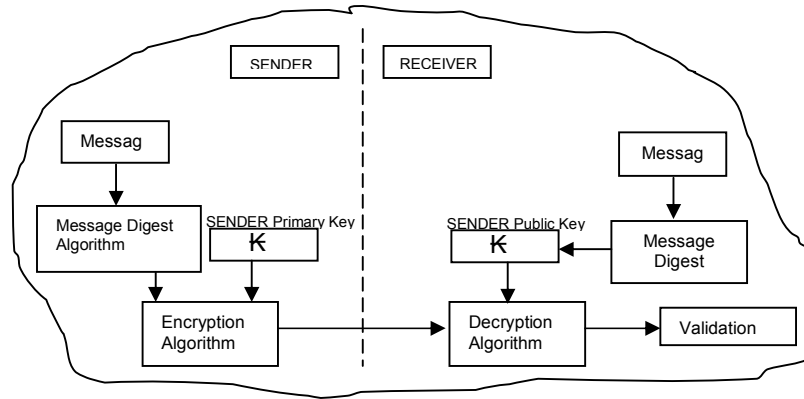 SENDER
RECEIVER
Messag
Messag
Message Digest
Algorithm
SENDER Primary Key
K
SENDER Public Key
K
Message
Digest
Encryption
Algorithm
Decryption
Algorithm
Validation